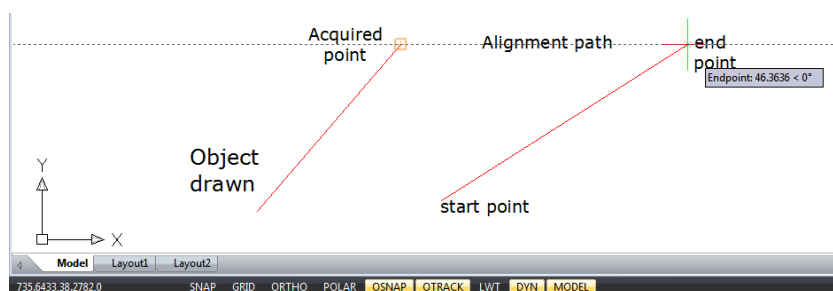 Acquired
point
Alignment path
end
point
Endpoint: 46.3636 < 0°
Object
drawn
start point
Y
X
Model Layout1 Layout2
735.6433,38.2782,0 SNAP GRID ORTHO POLAR OSNAP OTRACK LWT DYN MODEL